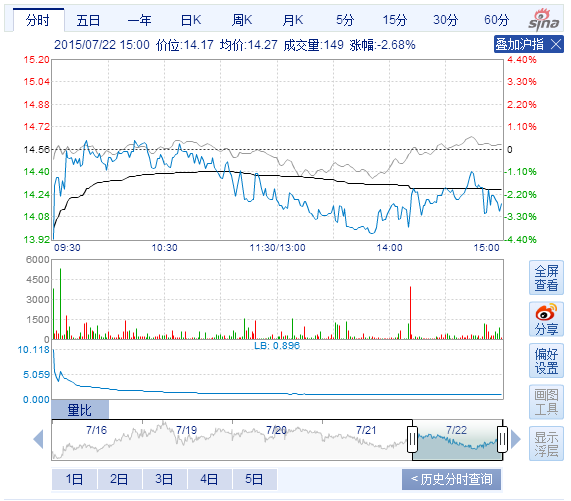 分时 五日 一年 日K 周K 月K 5分 15分 30分 60分 sina
2015/07/22 15:00 价位:14.17 均价:14.27 成交量:149 涨幅:-2.68% 叠加沪指
15.20 4.40%
15.04 3.30%
14.88 2.20%
14.72 1.10%
14.56 0
14.40 -1.10%
14.24 -2.20%
14.08 -3.30%
13.92 -4.40%
09:30 10:30 11:30/13:00 14:00 15:00
6000
4500
3000
1500
0
全屏
查看
分享
偏好
设置
画图
工具
显示
浮层
LB: 0.896
10.118
5.059
0.000
量比
7/16 7/19 7/20 7/21 7/22
1日 2日 3日 4日 5日 < 历史分时查询